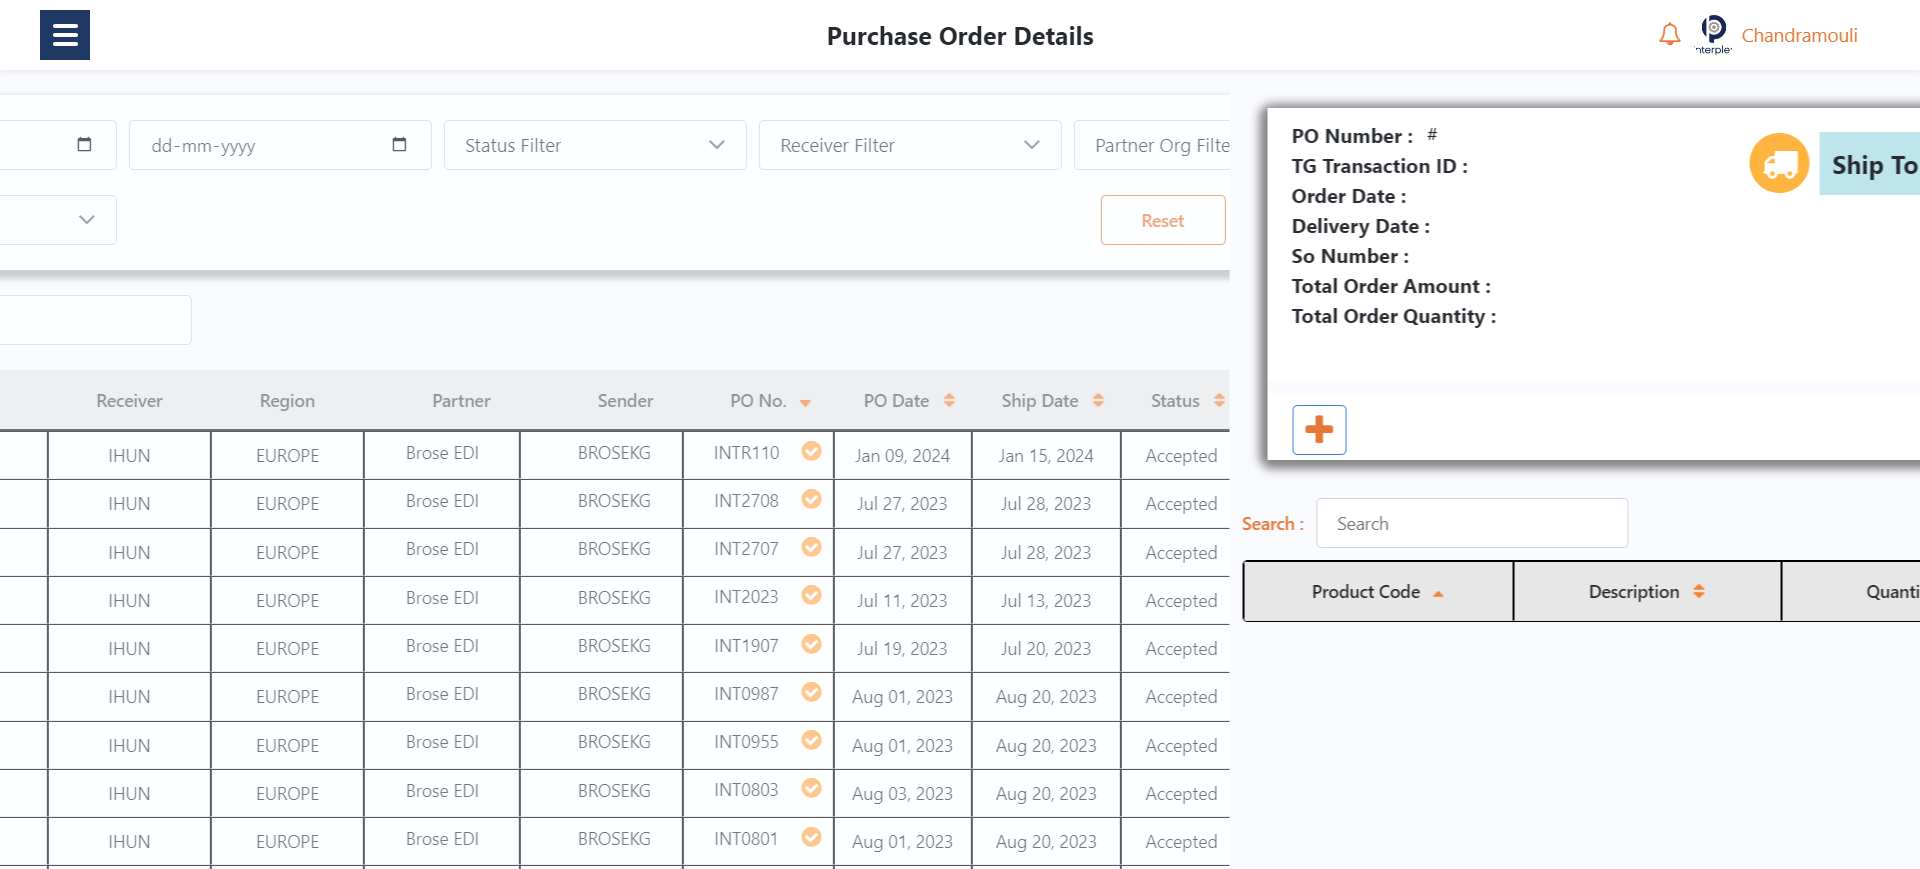 Purchase Order Details
nterple
Chandramouli
dd-mm-yyyy
Status Filter
Receiver Filter
Partner Org Filte
Reset
Receiver Region Partner Sender PO No. PO Date Ship Date Status
IHUN EUROPE Brose EDI BROSEKG INTR110 Jan 09, 2024 Jan 15, 2024 Accepted
IHUN EUROPE Brose EDI BROSEKG INT2708 Jul 27, 2023 Jul 28, 2023 Accepted
IHUN EUROPE Brose EDI BROSEKG INT2707 Jul 27, 2023 Jul 28, 2023 Accepted
IHUN EUROPE Brose EDI BROSEKG INT2023 Jul 11, 2023 Jul 13, 2023 Accepted
IHUN EUROPE Brose EDI BROSEKG INT1907 Jul 19, 2023 Jul 20, 2023 Accepted
IHUN EUROPE Brose EDI BROSEKG INT0987 Aug 01, 2023 Aug 20, 2023 Accepted
IHUN EUROPE Brose EDI BROSEKG INT0955 Aug 01, 2023 Aug 20, 2023 Accepted
IHUN EUROPE Brose EDI BROSEKG INT0803 Aug 03, 2023 Aug 20, 2023 Accepted
IHUN EUROPE Brose EDI BROSEKG INT0801 Aug 01, 2023 Aug 20, 2023 Accepted
PO Number : #
TG Transaction ID :
Order Date :
Delivery Date :
So Number :
Total Order Amount :
Total Order Quantity :
Ship To
Search : Search
Product Code Description Quanti